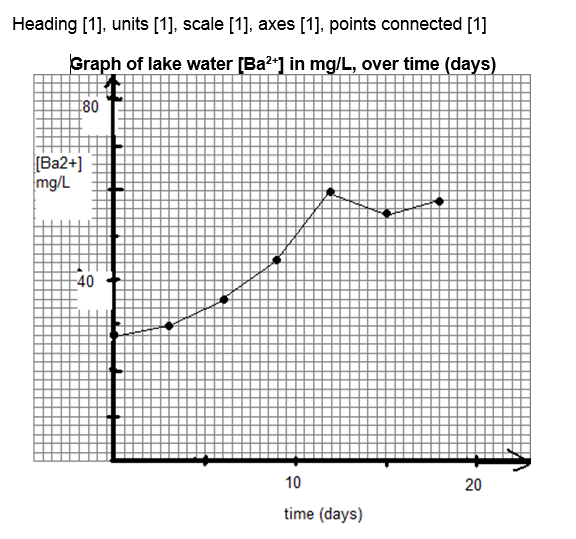 Heading [1], units [1], scale [1], axes [1], points connected [1]
Graph of lake water [Ba²⁺] in mg/L, over time (days)
80
[Ba2+]
mg/L
40
10
20
time (days)